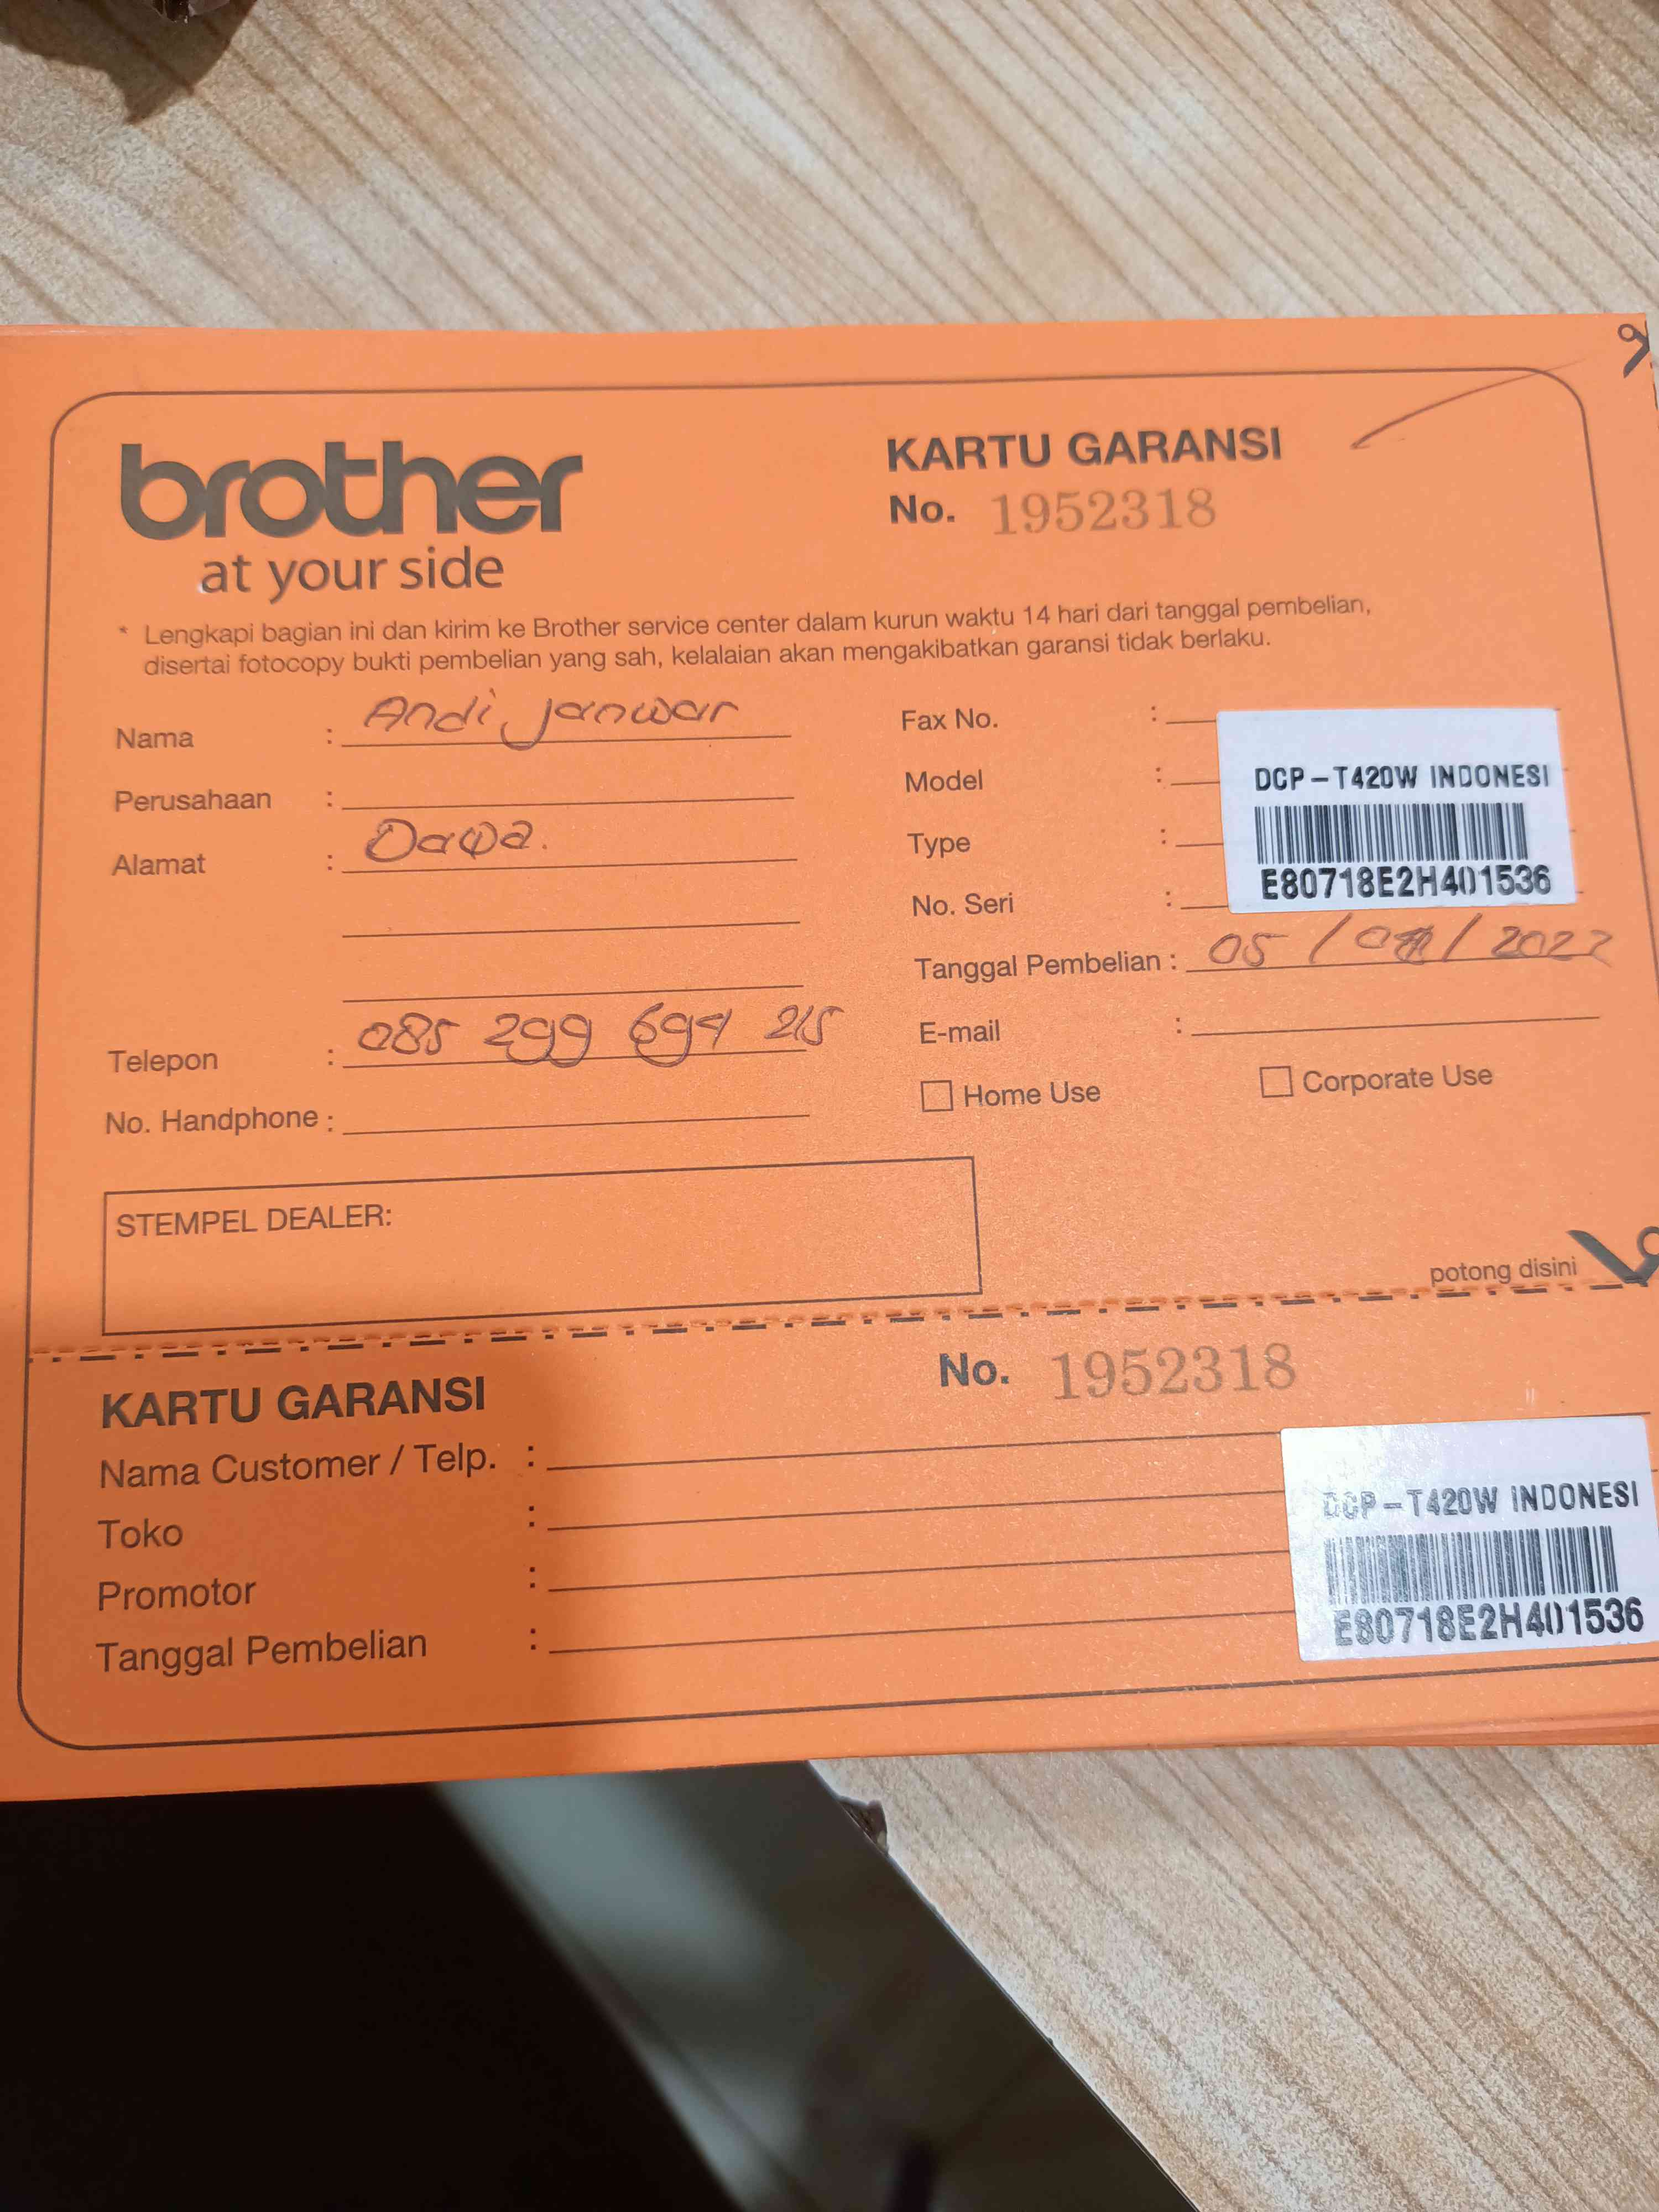 brother
at your side
KARTU GARANSI
No. 1952318
* Lengkapi bagian ini dan kirim ke Brother service center dalam kurun waktu 14 hari dari tanggal pembelian,
disertai fotocopy bukti pembelian yang sah, kelalaian akan mengakibatkan garansi tidak berlaku.
Nama : Andi Janwar
Perusahaan :
Alamat :
Telepon : 085 299 694 215
No. Handphone :
Fax No. :
Model :
Type :
No. Seri :
DCP-T420W INDONESI
E80718E2H401536
Tanggal Pembelian : 05 / / 2022
E-mail :
Home Use
Corporate Use
STEMPEL DEALER:
potong disini
KARTU GARANSI
No. 1952318
Nama Customer / Telp. :
Toko :
Promotor :
Tanggal Pembelian :
DCP-T420W INDONESI
E80718E2H401536